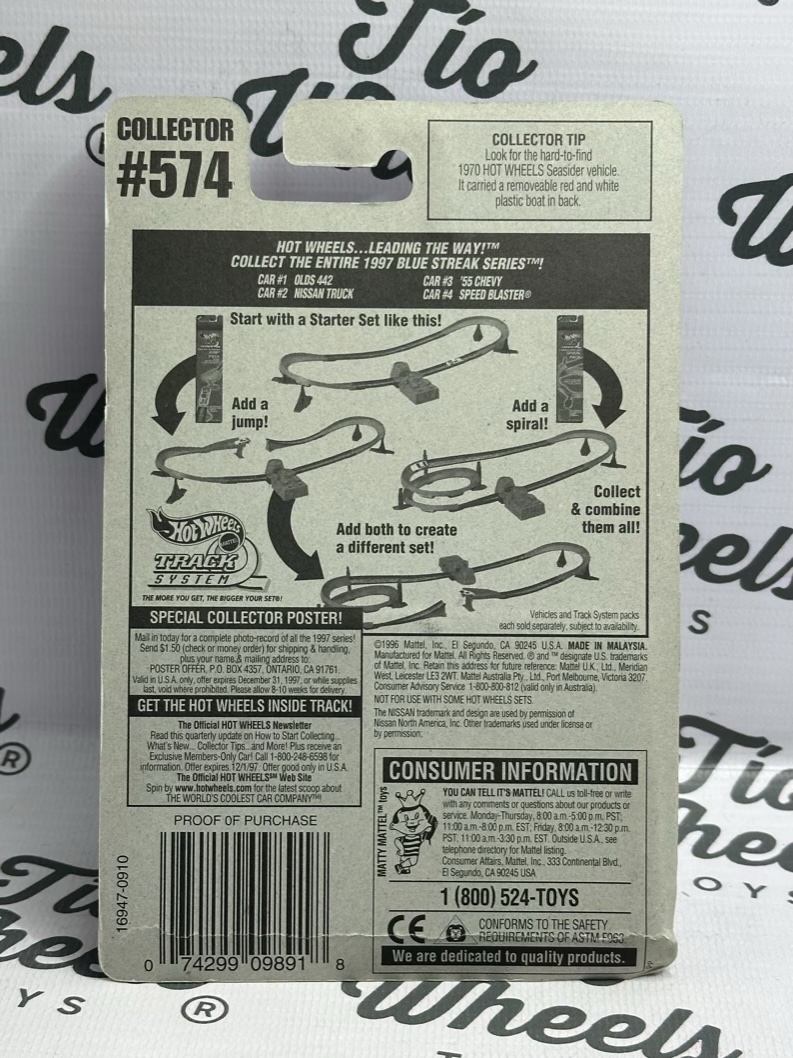 Tío
Wheels
els
COLLECTOR
#574
COLLECTOR TIP
Look for the hard-to-find
1970 HOT WHEELS Seasider vehicle.
It carried a removeable red and white
plastic boat in back.
HOT WHEELS...LEADING THE WAY!™
COLLECT THE ENTIRE 1997 BLUE STREAK SERIES™!
CAR #1 OLDS 442
CAR #2 NISSAN TRUCK
CAR #3 '55 CHEVY
CAR #4 SPEED BLASTER®
Start with a Starter Set like this!
Add a
jump!
Add a
spiral!
Collect
& combine
them all!
Add both to create
a different set!
HOT WHEELS
MATTEL
TRACK
SYSTEM
THE MORE YOU GET, THE BIGGER YOUR SET®!
Vehicles and Track System packs
each sold separately, subject to availability.
SPECIAL COLLECTOR POSTER!
Mail in today for a complete photo-record of all the 1997 series!
Send $1.50 (check or money order) for shipping & handling,
plus your name & mailing address to:
POSTER OFFER, P.O. BOX 4357, ONTARIO, CA 91761.
Valid in U.S.A. only, offer expires December 31, 1997, or while supplies
last, void where prohibited. Please allow 8-10 weeks for delivery.
GET THE HOT WHEELS INSIDE TRACK!
The Official HOT WHEELS Newsletter
Read this quarterly update on How to Start Collecting...
What's New... Collector Tips...and More! Plus receive an
Exclusive Members-Only Car! Call 1-800-246-6598 for
information. Offer expires 12/1/97. Offer good only in U.S.A.
The Official HOT WHEELS℠ Web Site
Spin by www.hotwheels.com for the latest scoop about
THE WORLD'S COOLEST CAR COMPANY™!
©1996 Mattel, Inc., El Segundo, CA 90245 U.S.A. MADE IN MALAYSIA.
Manufactured for Mattel. All Rights Reserved. ® and ™ designate U.S. trademarks
of Mattel, Inc. Retain this address for future reference: Mattel U.K., Ltd., Meridian
West, Leicester LE3 2WT. Mattel Australia Pty., Ltd., Port Melbourne, Victoria 3207.
Consumer Advisory Service 1-800-800-812 (valid only in Australia).
NOT FOR USE WITH SOME HOT WHEELS SETS.
The NISSAN trademark and design are used by permission of
Nissan North America, Inc. Other trademarks used under license or
by permission.
PROOF OF PURCHASE
16947-0910
0 74299 09891 8
CONSUMER INFORMATION
MATTY MATTEL™ toys
YOU CAN TELL IT'S MATTEL! CALL us toll-free or write
with any comments or questions about our products or
service. Monday-Thursday, 8:00 a.m.-5:00 p.m. PST;
11:00 a.m.-8:00 p.m. EST; Friday, 8:00 a.m.-12:30 p.m.
PST, 11:00 a.m.-3:30 p.m. EST. Outside U.S.A., see
telephone directory for Mattel listing.
Consumer Affairs, Mattel, Inc., 333 Continental Blvd.,
El Segundo, CA 90245 USA
1 (800) 524-TOYS
CE
CONFORMS TO THE SAFETY
REQUIREMENTS OF ASTM F963.
We are dedicated to quality products.
Tío
eels
S
®
Tío
hee
OYS
YS
®
Wheels